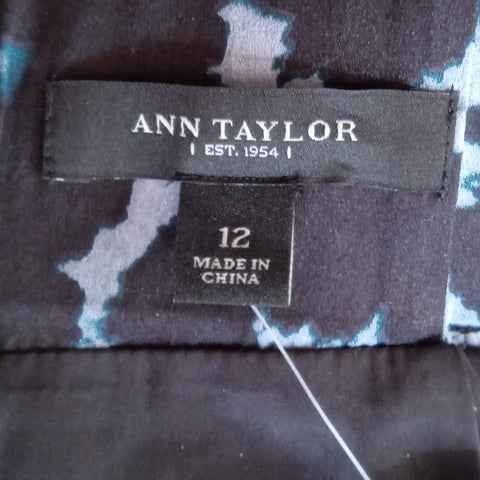 ANN TAYLOR
| EST. 1954 |
12
MADE IN
CHINA